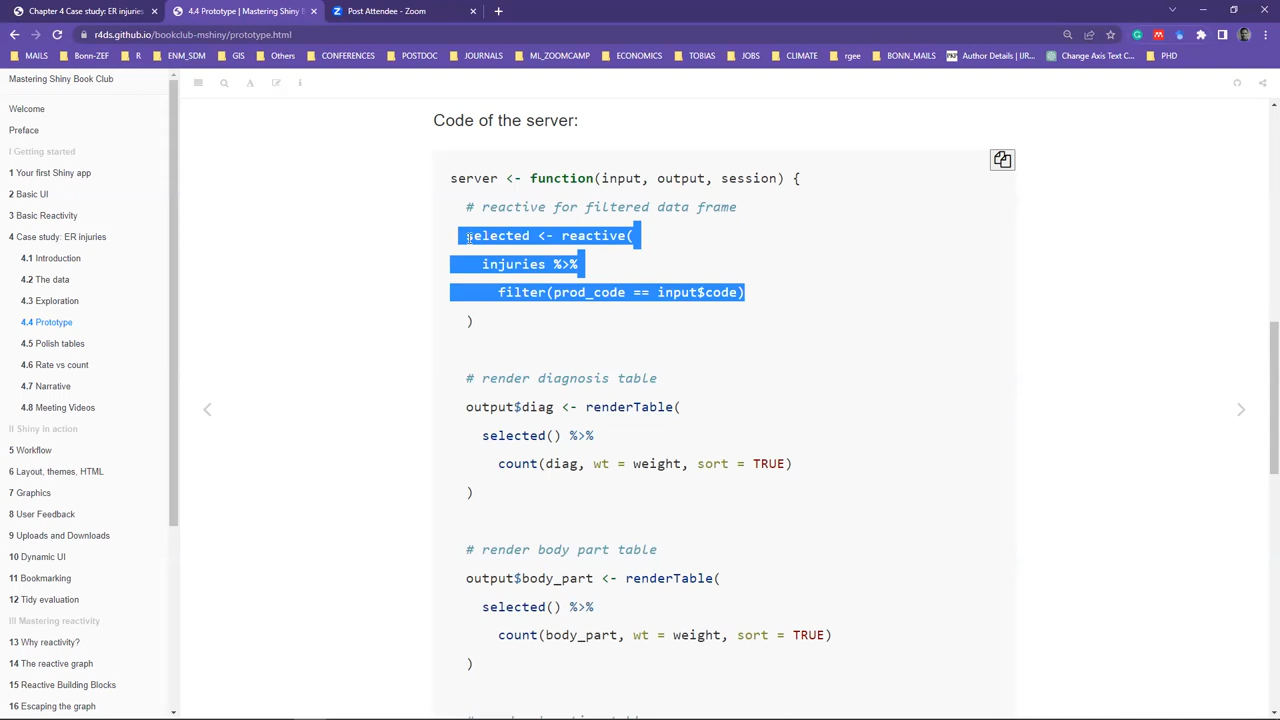 Chapter 4 Case study: ER injuries
4.4 Prototype | Mastering Shiny B
Post Attendee - Zoom
r4ds.github.io/bookclub-mshiny/prototype.html
MAILS
Bonn-ZEF
R
ENM_SDM
GIS
Others
CONFERENCES
POSTDOC
JOURNALS
ML_ZOOMCAMP
ECONOMICS
TOBIAS
JOBS
CLIMATE
rgee
BONN_MAILS
Author Details | IJR...
Change Axis Text C...
PHD
Mastering Shiny Book Club
Welcome
Preface
I Getting started
1 Your first Shiny app
2 Basic UI
3 Basic Reactivity
4 Case study: ER injuries
4.1 Introduction
4.2 The data
4.3 Exploration
4.4 Prototype
4.5 Polish tables
4.6 Rate vs count
4.7 Narrative
4.8 Meeting Videos
II Shiny in action
5 Workflow
6 Layout, themes, HTML
7 Graphics
8 User Feedback
9 Uploads and Downloads
10 Dynamic UI
11 Bookmarking
12 Tidy evaluation
III Mastering reactivity
13 Why reactivity?
14 The reactive graph
15 Reactive Building Blocks
16 Escaping the graph
Code of the server:
server <- function(input, output, session) {
# reactive for filtered data frame
selected <- reactive(
injuries %>%
filter(prod_code == input$code)
)
# render diagnosis table
output$diag <- renderTable(
selected() %>%
count(diag, wt = weight, sort = TRUE)
)
# render body part table
output$body_part <- renderTable(
selected() %>%
count(body_part, wt = weight, sort = TRUE)
)